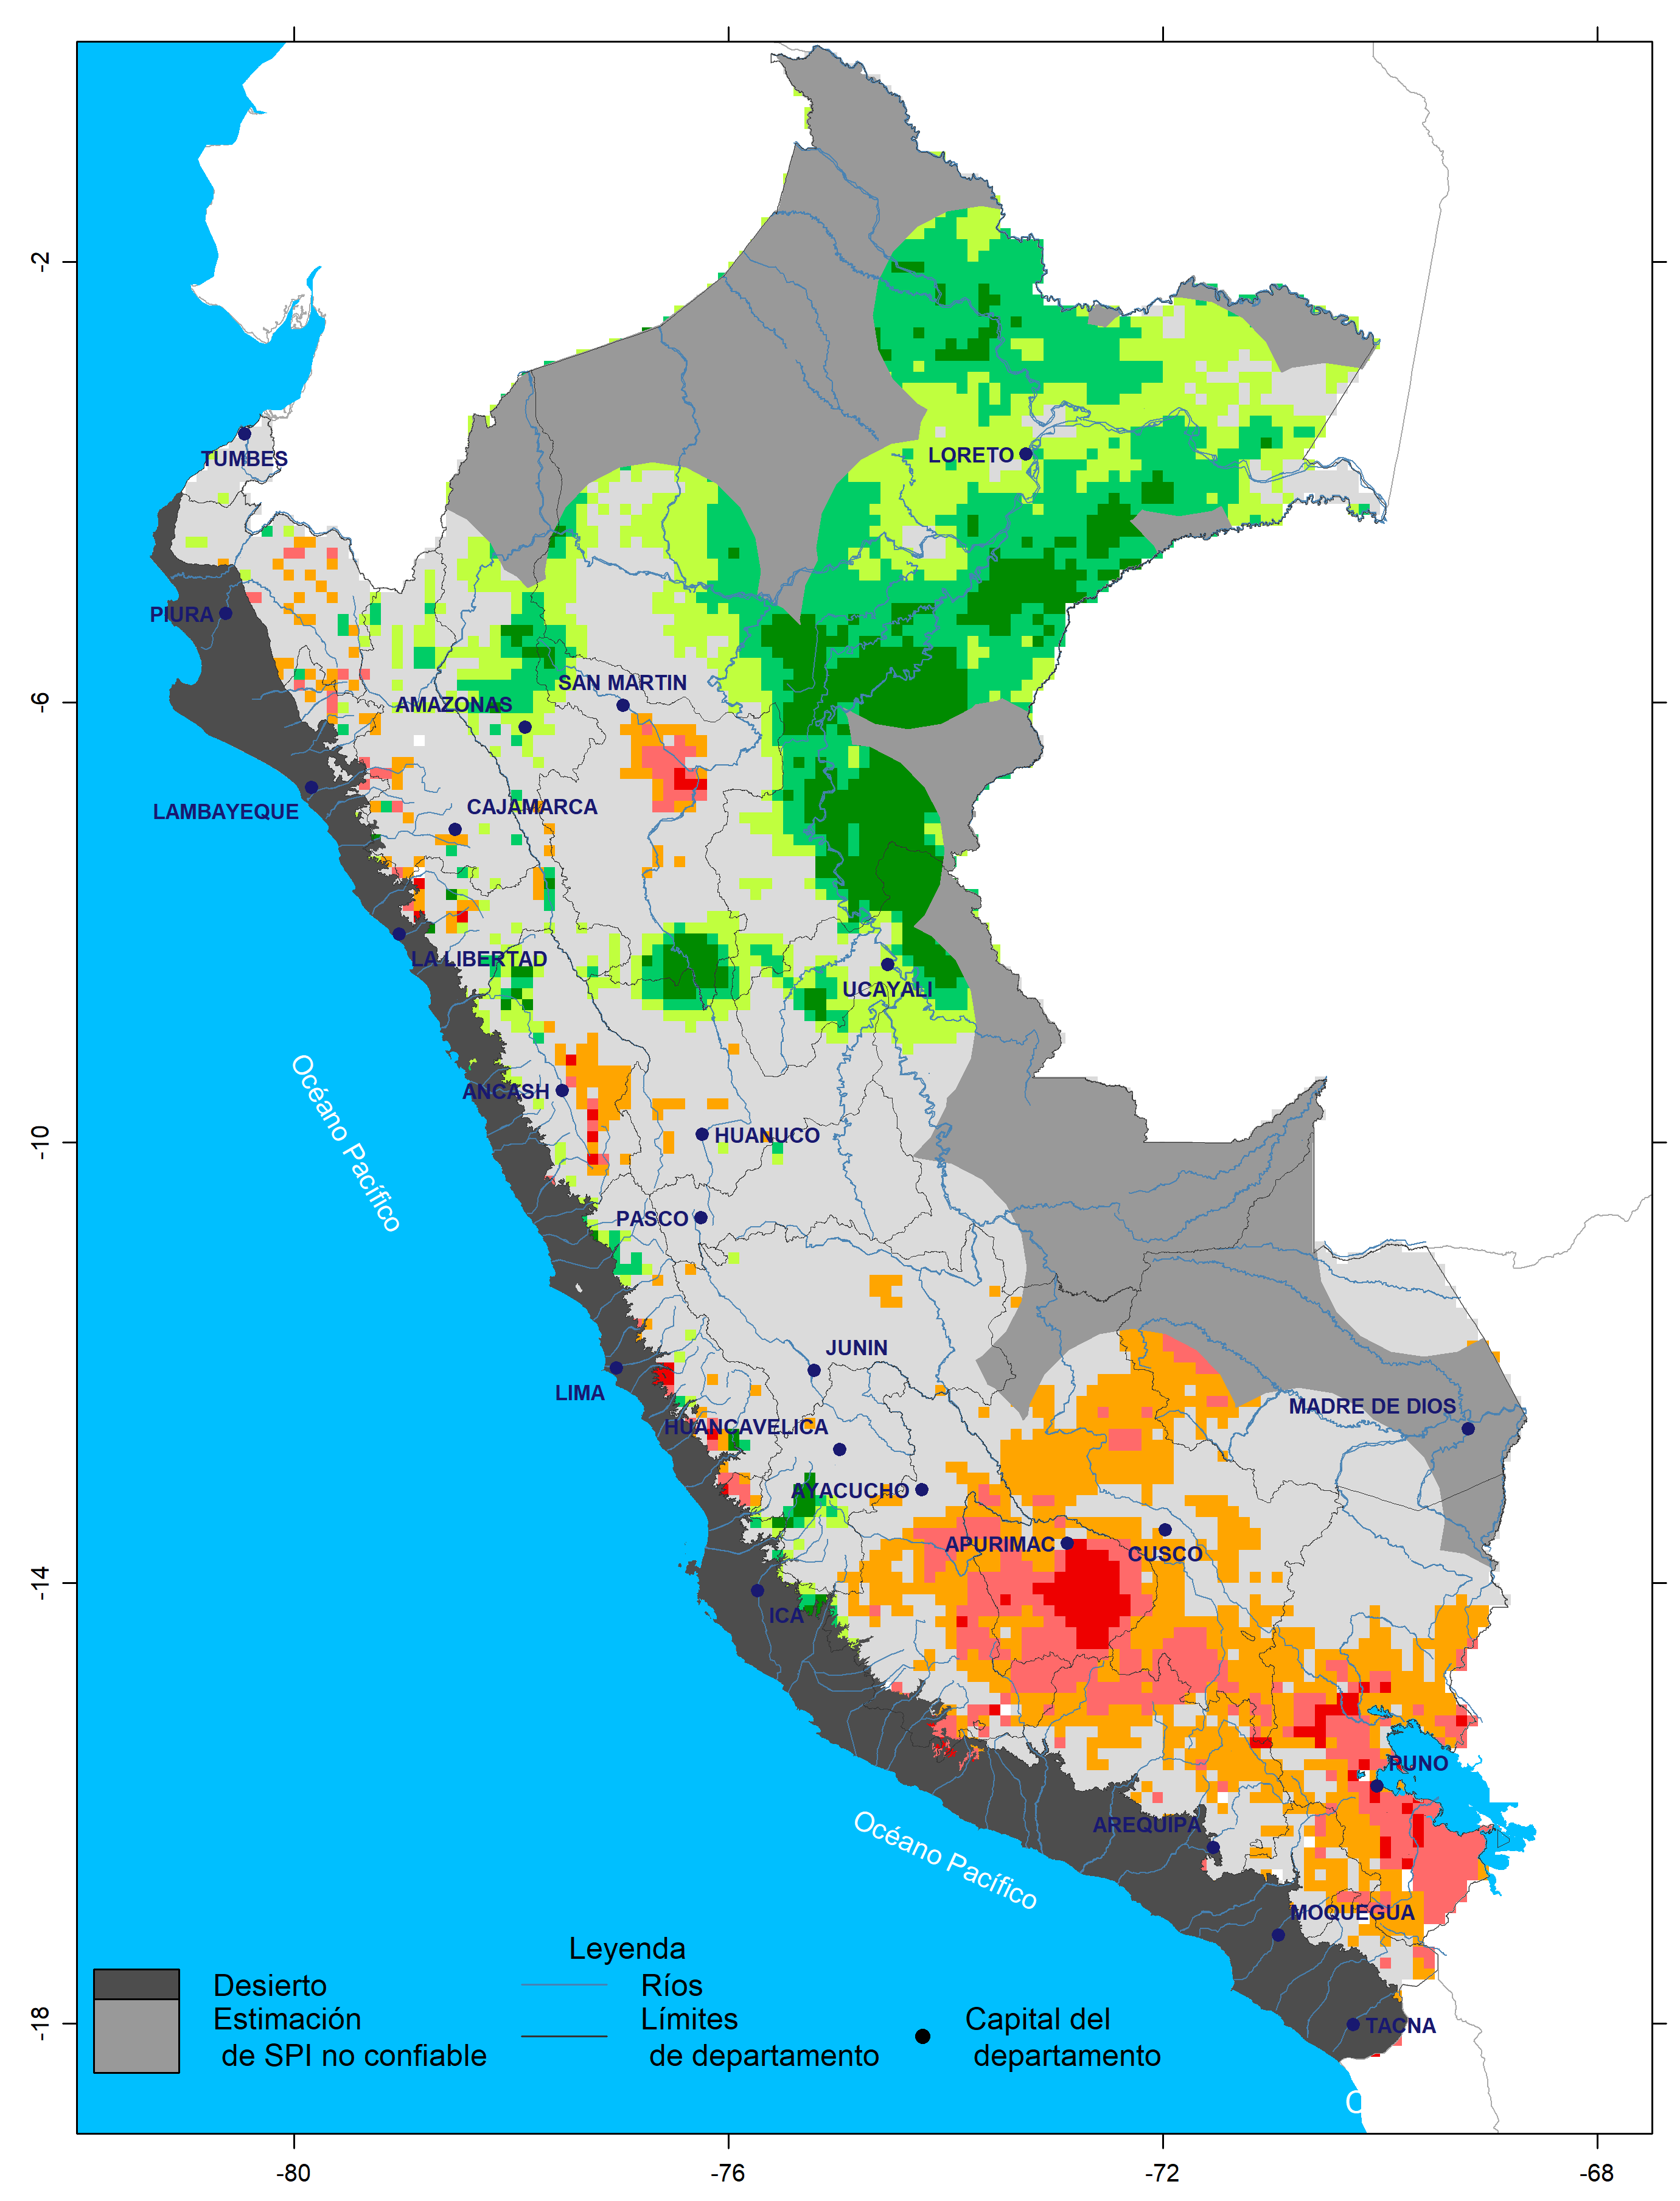 -2
-6
-10
-14
-18
TUMBES
LORETO
PIURA
SAN MARTIN
AMAZONAS
CAJAMARCA
LAMBAYEQUE
LA LIBERTAD
UCAYALI
ANCASH
HUANUCO
PASCO
Océano Pacífico
JUNIN
LIMA
MADRE DE DIOS
HUANCAVELICA
AYACUCHO
APURIMAC
CUSCO
ICA
PUNO
AREQUIPA
Océano Pacífico
MOQUEGUA
TACNA
Leyenda
Desierto
Estimación
de SPI no confiable
Ríos
Límites
de departamento
Capital del
departamento
-80
-76
-72
-68